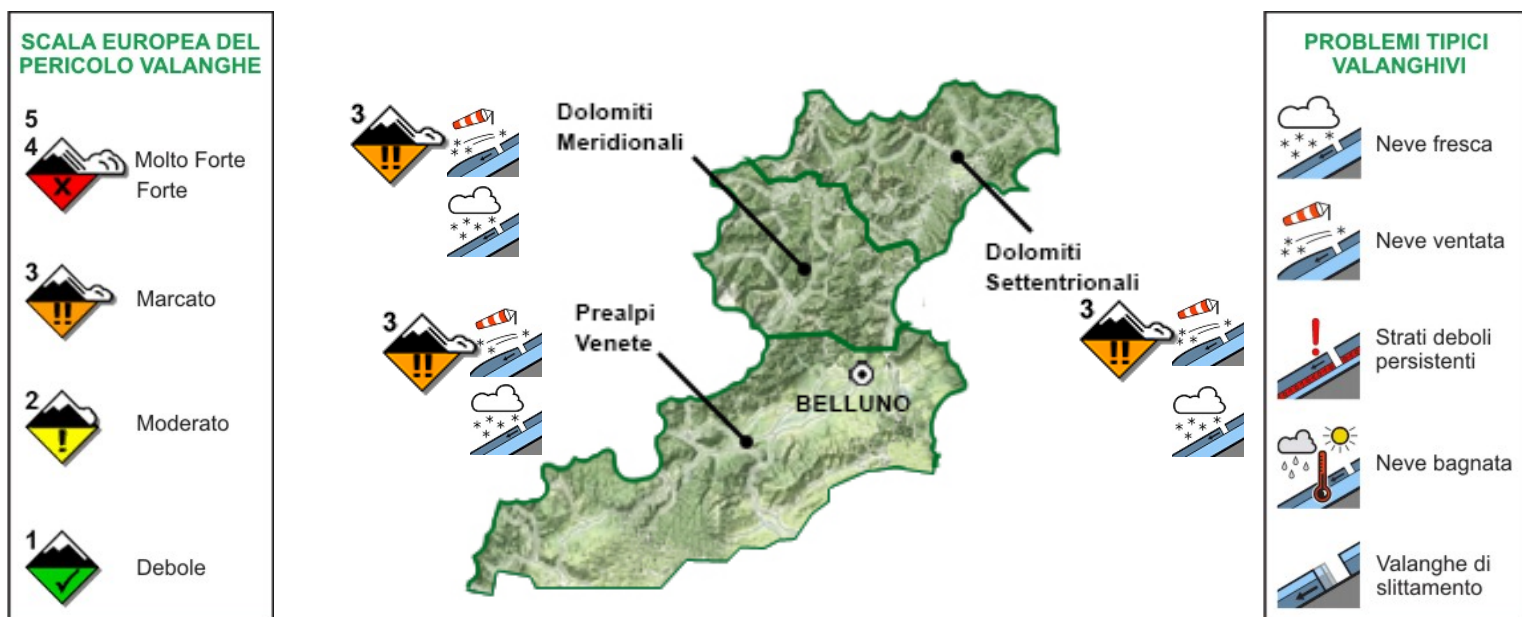 SCALA EUROPEA DEL
PERICOLO VALANGHE
5
4
Molto Forte
Forte
3
Marcato
2
Moderato
1
Debole
3
Dolomiti
Meridionali
Dolomiti
Settentrionali
3
3
Prealpi
Venete
BELLUNO
PROBLEMI TIPICI
VALANGHIVI
Neve fresca
Neve ventata
Strati deboli
persistenti
Neve bagnata
Valanghe di
slittamento